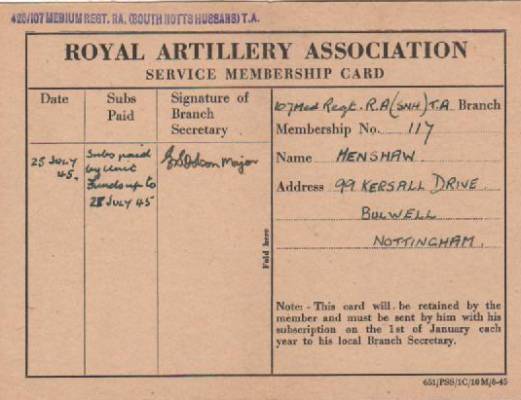 425/107 MEDIUM REGT. RA. (SOUTH NOTTS HUSSARS) T.A.
ROYAL ARTILLERY ASSOCIATION
SERVICE MEMBERSHIP CARD
Date
Subs Paid
Signature of Branch Secretary
25 JULY 45.
Subs paid
by Unit
Funds up to
28 JULY 45
Major
Fold here
107 Med Regt. R.A (SNH) T.A. Branch
Membership No. 117
Name HENSHAW.
Address 99 KERSALL DRIVE
BULWELL
NOTTINGHAM.
Note: - This card will be retained by the
member and must be sent by him with his
subscription on the 1st of January each
year to his local Branch Secretary.
651/PSS/1C/10M/6-45